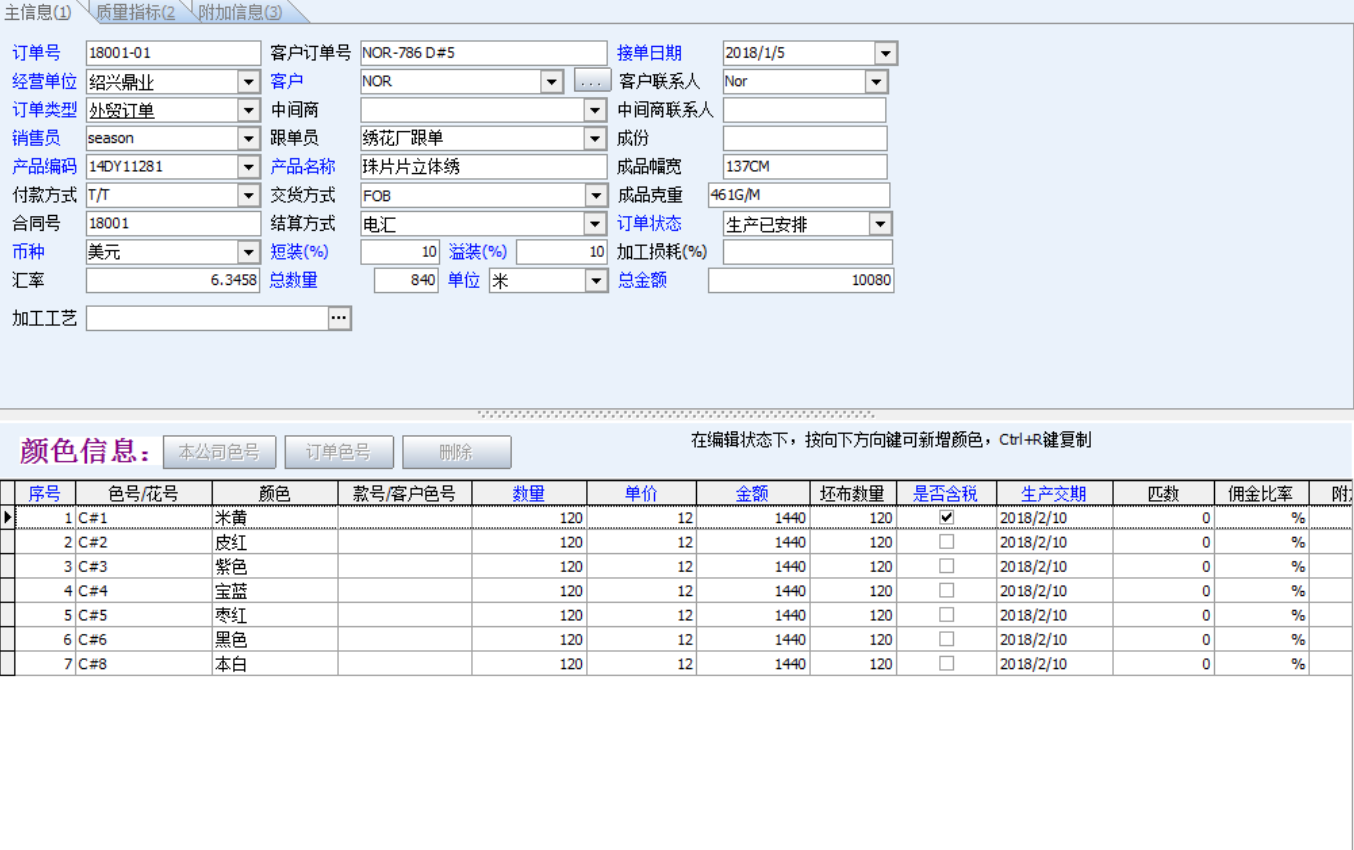 主信息(1) 质量指标(2 附加信息(3)
订单号 18001-01 客户订单号 NOR-786 D#5 接单日期 2018/1/5
经营单位 绍兴鼎业 客户 NOR ... 客户联系人 Nor
订单类型 外贸订单 中间商 中间商联系人
销售员 season 跟单员 绣花厂跟单 成份
产品编码 14DY11281 产品名称 珠片片立体绣 成品幅宽 137CM
付款方式 T/T 交货方式 FOB 成品克重 461G/M
合同号 18001 结算方式 电汇 订单状态 生产已安排
币种 美元 短装(%) 10 溢装(%) 10 加工损耗(%)
汇率 6.3458 总数量 840 单位 米 总金额 10080
加工工艺 ...
在编辑状态下，按向下方向键可新增颜色，Ctrl+R键复制
颜色信息： 本公司色号 订单色号 删除
序号 色号/花号 颜色 款号/客户色号 数量 单价 金额 坯布数量 是否含税 生产交期 匹数 佣金比率 附
1 C#1 米黄 120 12 1440 120 2018/2/10 0 %
2 C#2 皮红 120 12 1440 120 2018/2/10 0 %
3 C#3 紫色 120 12 1440 120 2018/2/10 0 %
4 C#4 宝蓝 120 12 1440 120 2018/2/10 0 %
5 C#5 枣红 120 12 1440 120 2018/2/10 0 %
6 C#6 黑色 120 12 1440 120 2018/2/10 0 %
7 C#8 本白 120 12 1440 120 2018/2/10 0 %